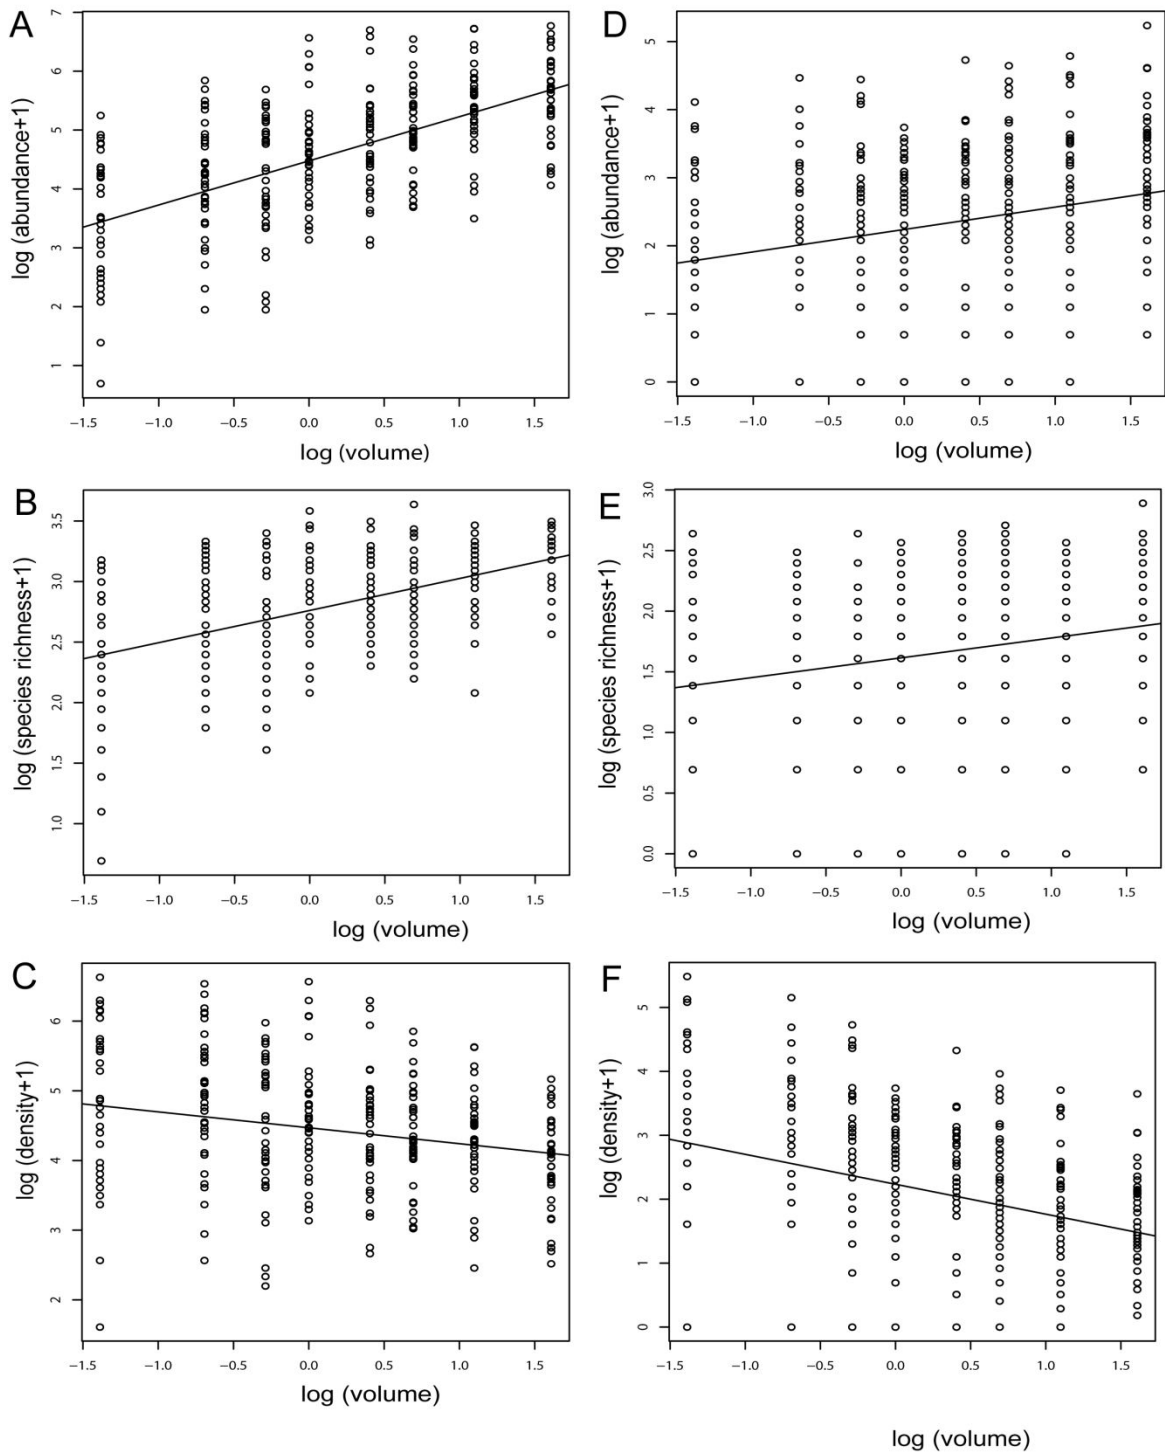 A
log (abundance+1)
7
6
5
4
3
2
1
−1.5 −1.0 −0.5 0.0 0.5 1.0 1.5
log (volume)
D
log (abundance+1)
5
4
3
2
1
0
−1.5 −1.0 −0.5 0.0 0.5 1.0 1.5
log (volume)
B
log (species richness+1)
3.5
3.0
2.5
2.0
1.5
1.0
−1.5 −1.0 −0.5 0.0 0.5 1.0 1.5
log (volume)
E
log (species richness+1)
3.0
2.5
2.0
1.5
1.0
0.5
0.0
−1.5 −1.0 −0.5 0.0 0.5 1.0 1.5
log (volume)
C
log (density+1)
6
5
4
3
2
−1.5 −1.0 −0.5 0.0 0.5 1.0 1.5
log (volume)
F
log (density+1)
5
4
3
2
1
0
−1.5 −1.0 −0.5 0.0 0.5 1.0 1.5
log (volume)